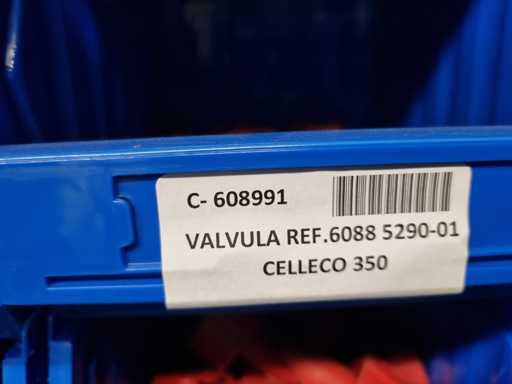 C- 608991
VALVULA REF.6088 5290-01
CELLECO 350